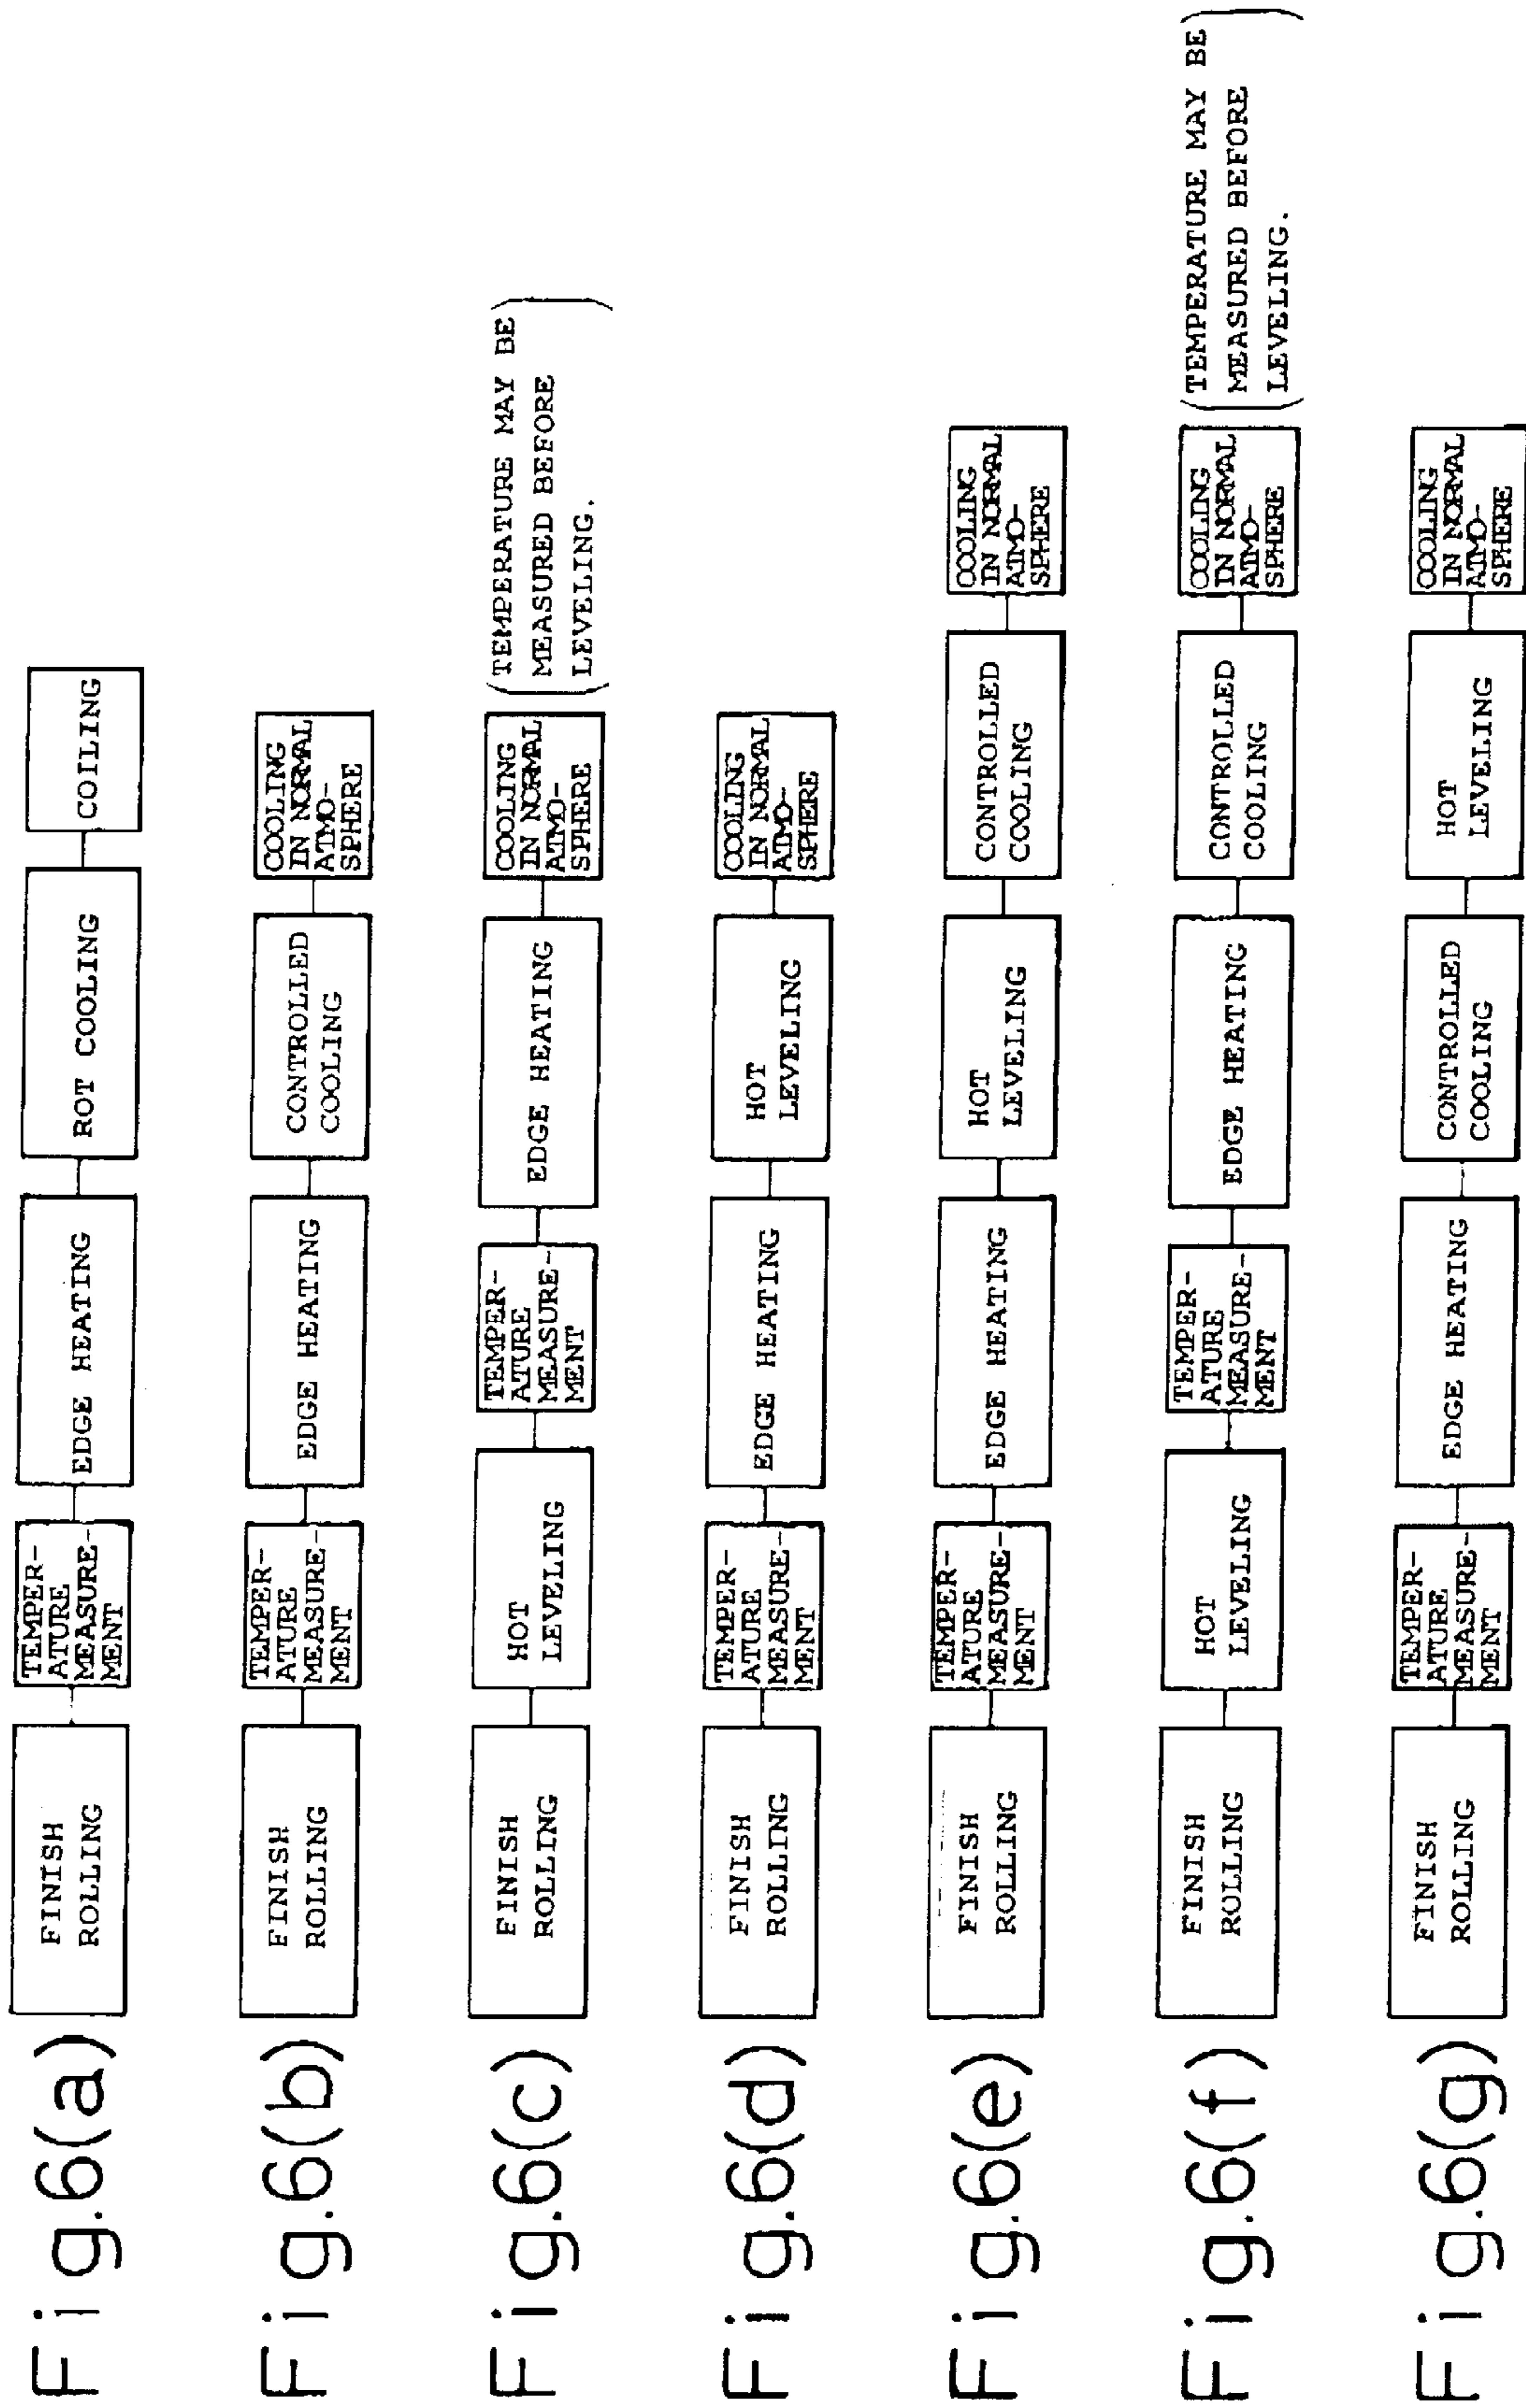 Fig.6(a)
FINISH
ROLLING
TEMPER-
ATURE
MEASURE-
MENT
EDGE HEATING
ROT COOLING
COILING
Fig.6(b)
FINISH
ROLLING
TEMPER-
ATURE
MEASURE-
MENT
EDGE HEATING
CONTROLLED
COOLING
COOLING
IN NORMAL
ATMO-
SPHERE
Fig.6(c)
FINISH
ROLLING
HOT
LEVELING
TEMPER-
ATURE
MEASURE-
MENT
EDGE HEATING
COOLING
IN NORMAL
ATMO-
SPHERE
(TEMPERATURE MAY BE
MEASURED BEFORE
LEVELING.)
Fig.6(d)
FINISH
ROLLING
TEMPER-
ATURE
MEASURE-
MENT
EDGE HEATING
HOT
LEVELING
COOLING
IN NORMAL
ATMO-
SPHERE
Fig.6(e)
FINISH
ROLLING
TEMPER-
ATURE
MEASURE-
MENT
EDGE HEATING
HOT
LEVELING
CONTROLLED
COOLING
COOLING
IN NORMAL
ATMO-
SPHERE
Fig.6(f)
FINISH
ROLLING
HOT
LEVELING
TEMPER-
ATURE
MEASURE-
MENT
EDGE HEATING
CONTROLLED
COOLING
COOLING
IN NORMAL
ATMO-
SPHERE
(TEMPERATURE MAY BE
MEASURED BEFORE
LEVELING.)
Fig.6(g)
FINISH
ROLLING
TEMPER-
ATURE
MEASURE-
MENT
EDGE HEATING
CONTROLLED
COOLING
HOT
LEVELING
COOLING
IN NORMAL
ATMO-
SPHERE